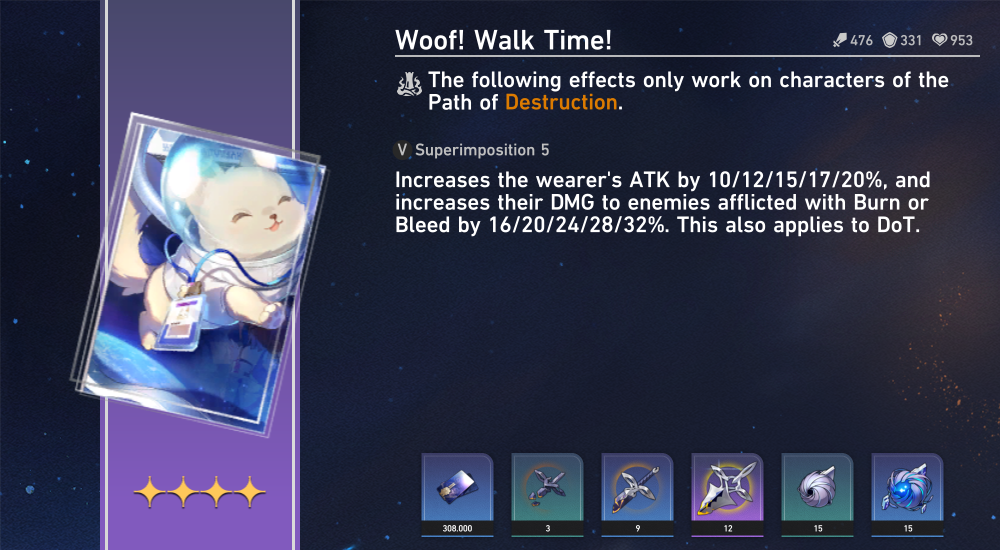 Woof! Walk Time!
476 331 953
The following effects only work on characters of the
Path of Destruction.
V Superimposition 5
Increases the wearer's ATK by 10/12/15/17/20%, and
increases their DMG to enemies afflicted with Burn or
Bleed by 16/20/24/28/32%. This also applies to DoT.
308.000 3 9 12 15 15